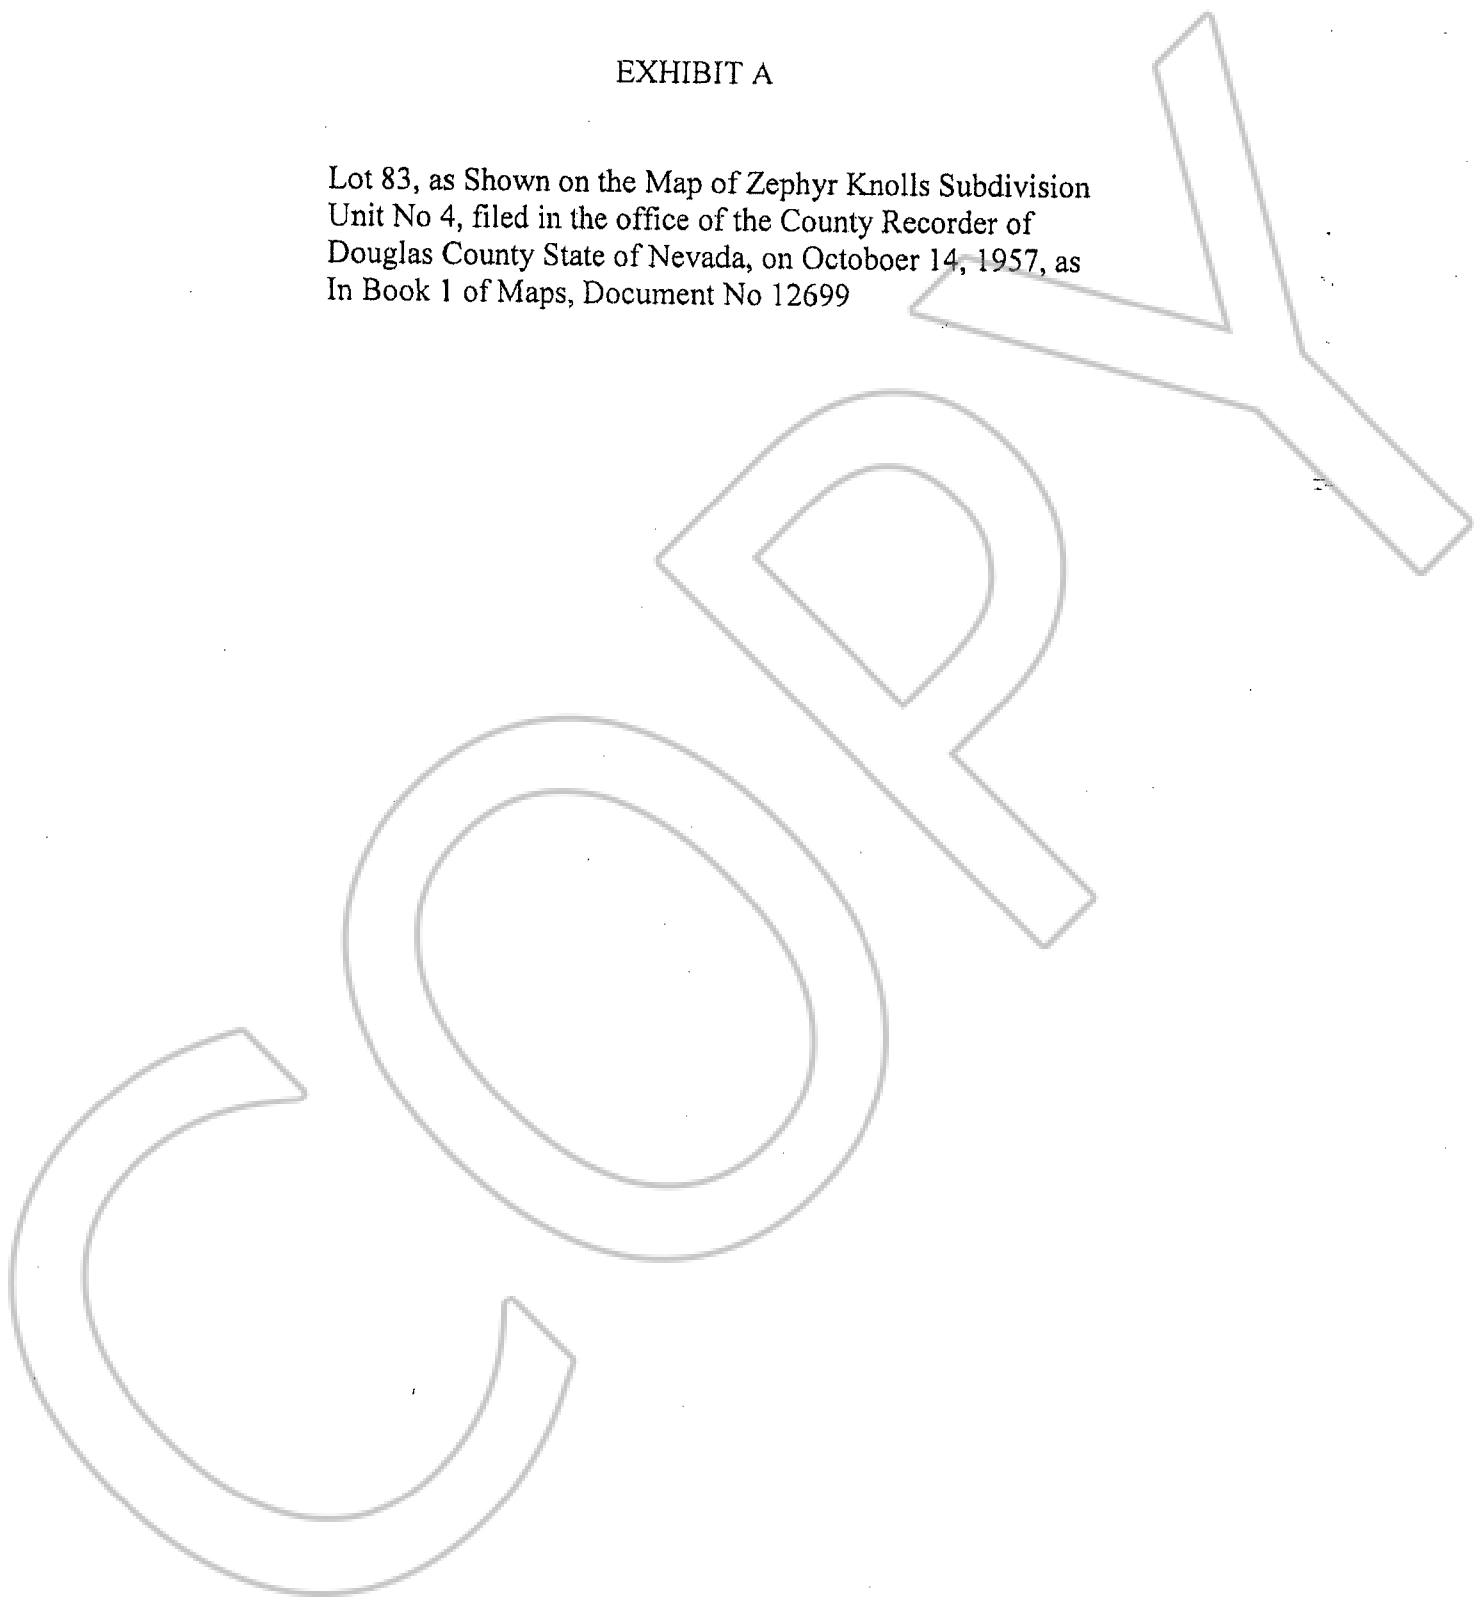 EXHIBIT A
Lot 83, as Shown on the Map of Zephyr Knolls Subdivision
Unit No 4, filed in the office of the County Recorder of
Douglas County State of Nevada, on Octoboer 14, 1957, as
In Book 1 of Maps, Document No 12699
COPY